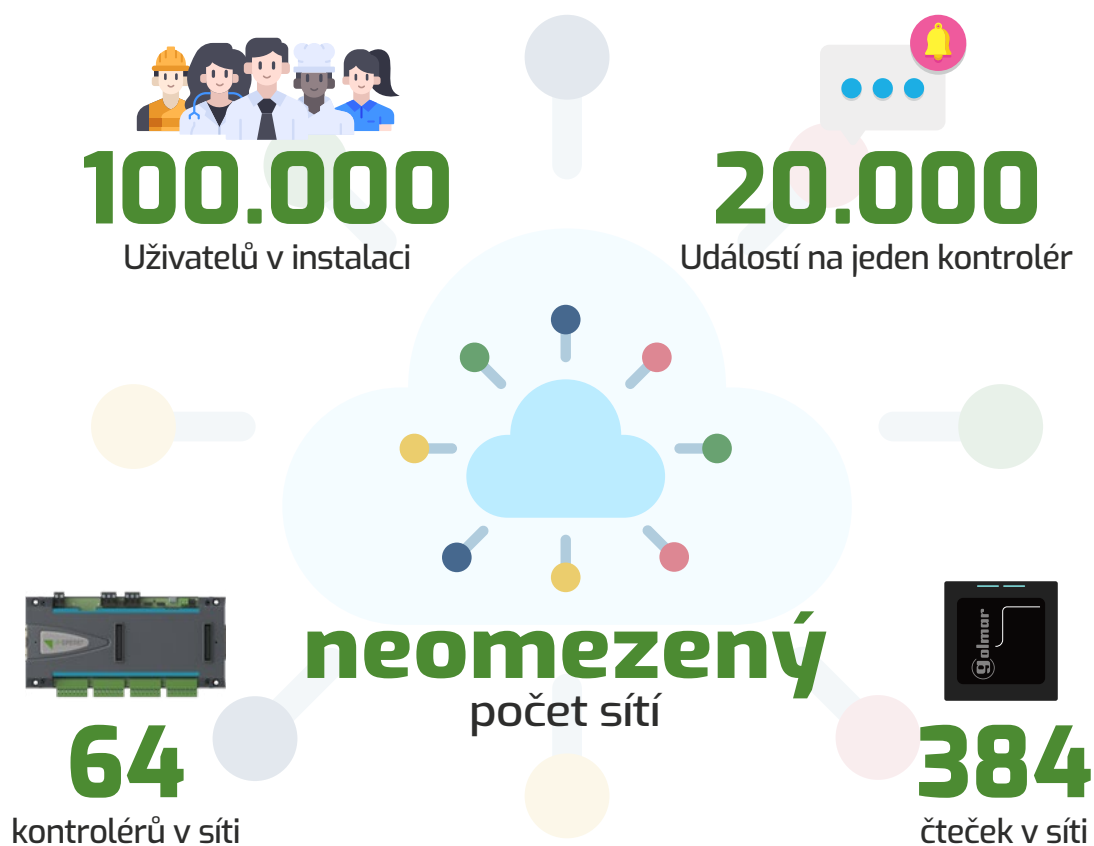 100.000
Uživatelů v instalaci
20.000
Událostí na jeden kontrolér
neomezený
počet sítí
64
kontrolérů v síti
golmar
384
čteček v síti